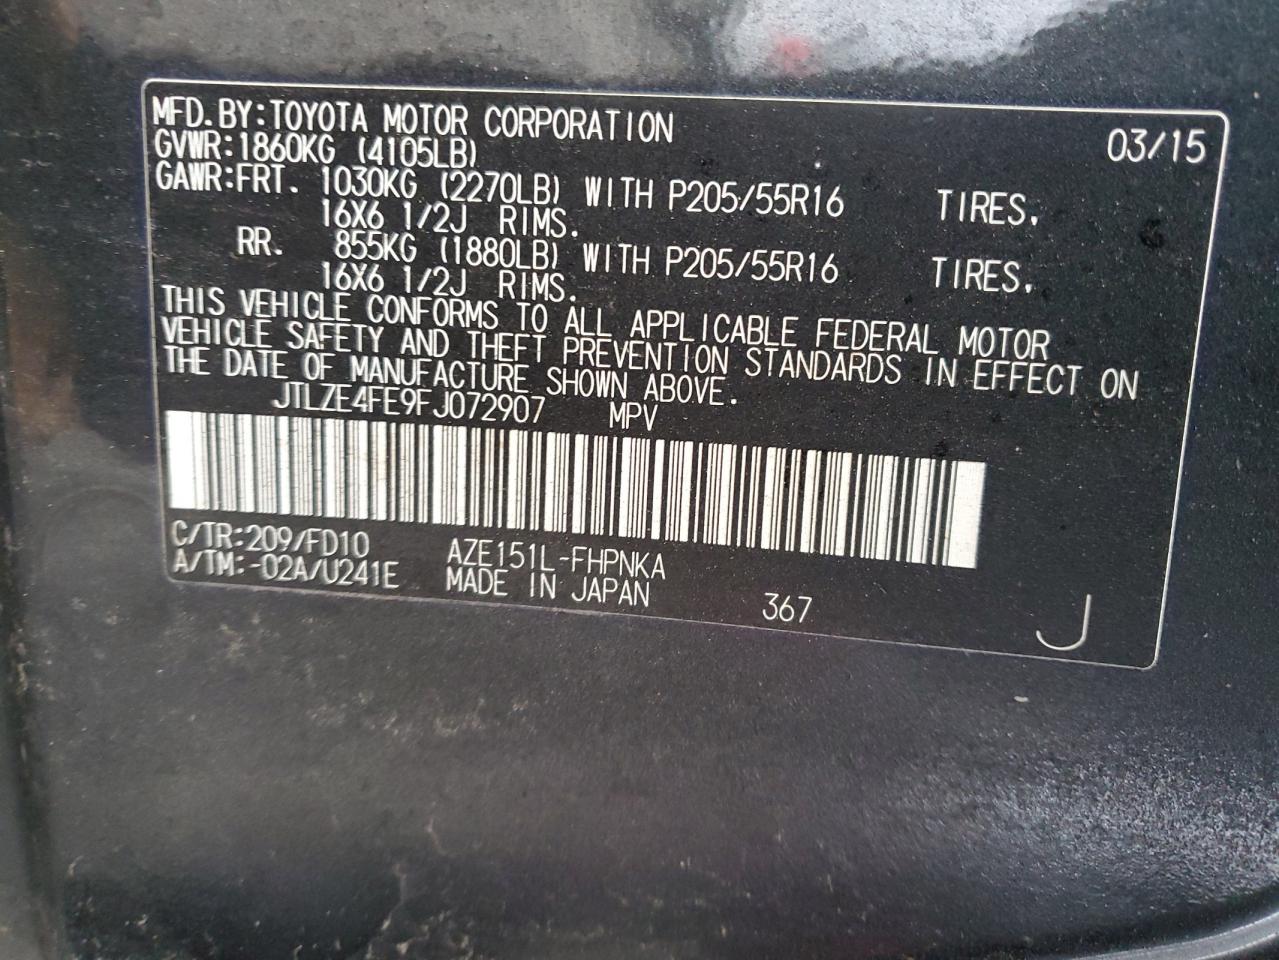 MFD. BY: TOYOTA MOTOR CORPORATION 03/15
GVWR: 1860KG (4105LB)
GAWR: FRT. 1030KG (2270LB) WITH P205/55R16 TIRES,
16X6 1/2J RIMS.
RR. 855KG (1880LB) WITH P205/55R16 TIRES,
16X6 1/2J RIMS.
THIS VEHICLE CONFORMS TO ALL APPLICABLE FEDERAL MOTOR
VEHICLE SAFETY AND THEFT PREVENTION STANDARDS IN EFFECT ON
THE DATE OF MANUFACTURE SHOWN ABOVE.
JTLZE4FE9FJ072907 MPV
C/TR: 209/FD10 AZE151L-FHPNKA
A/TM: -02A/U241E MADE IN JAPAN 367 J